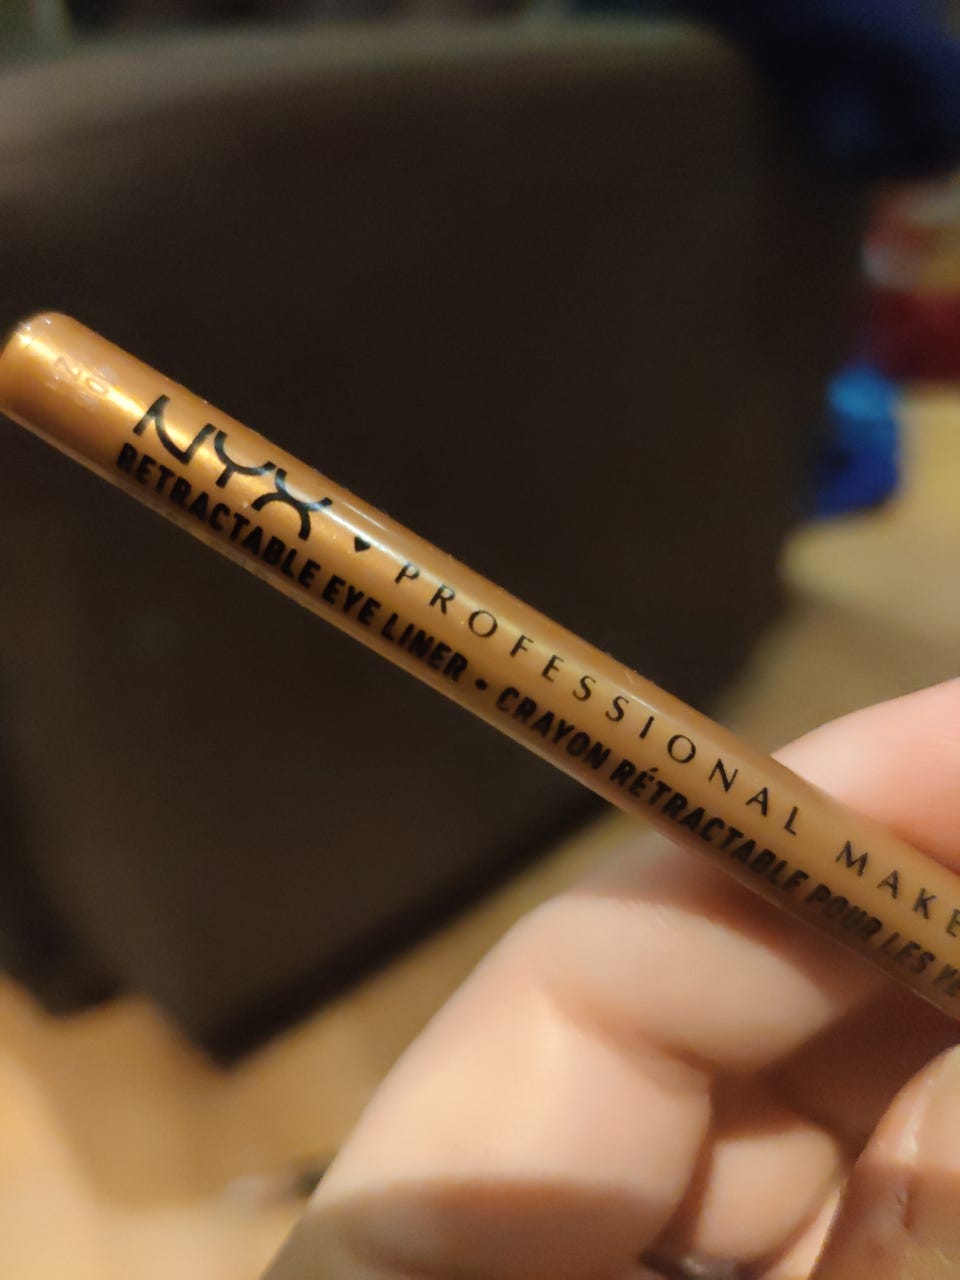 NYX ♥ PROFESSIONAL MAKE
RETRACTABLE EYE LINER • CRAYON RÉTRACTABLE POUR LES YE